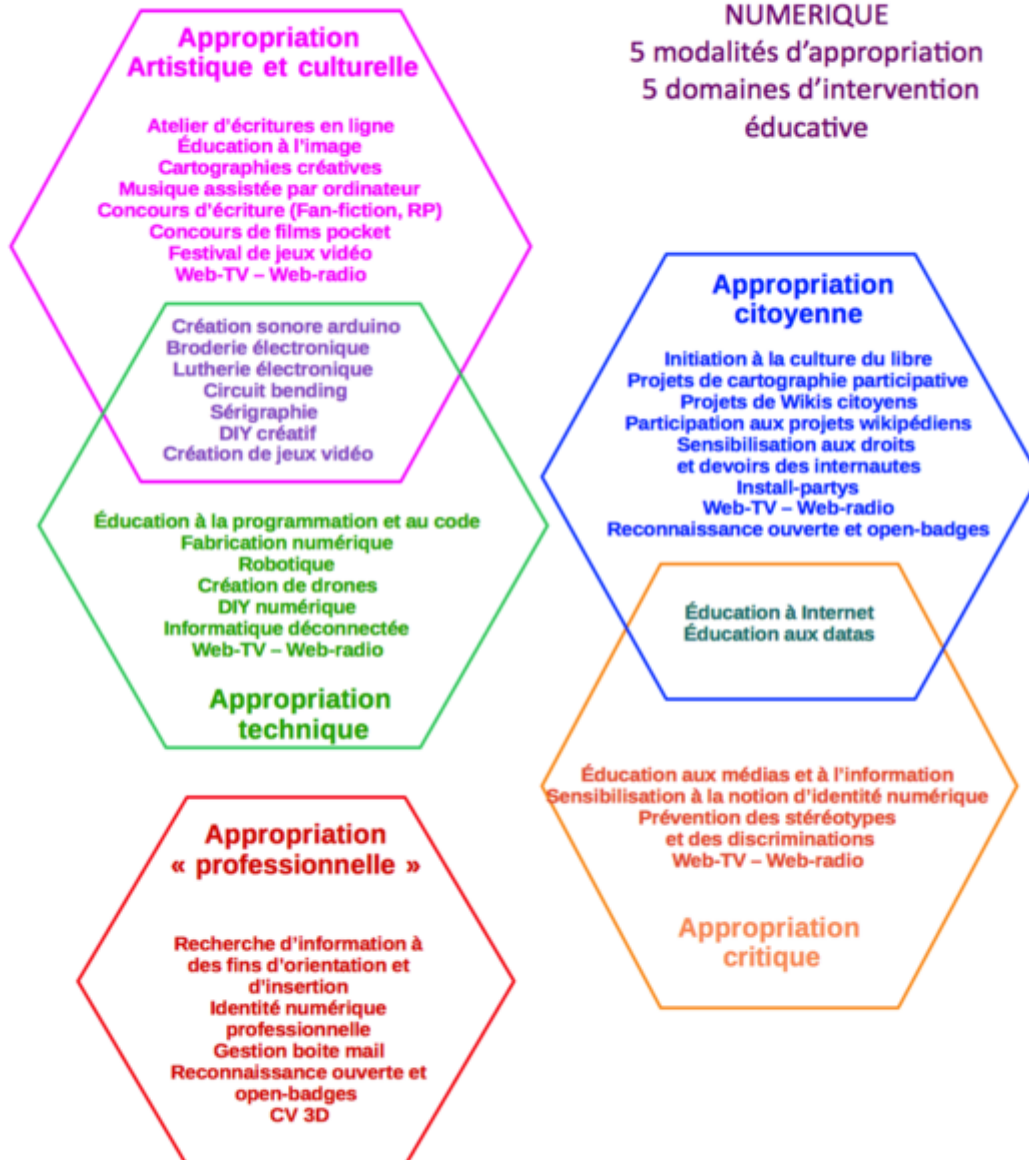 NUMERIQUE
5 modalités d'appropriation
5 domaines d'intervention
éducative
Appropriation
Artistique et culturelle
Atelier d'écritures en ligne
Éducation à l'image
Cartographies créatives
Musique assistée par ordinateur
Concours d'écriture (Fan-fiction, RP)
Concours de films pocket
Festival de jeux vidéo
Web-TV – Web-radio
Création sonore arduino
Broderie électronique
Lutherie électronique
Circuit bending
Sérigraphie
DIY créatif
Création de jeux vidéo
Éducation à la programmation et au code
Fabrication numérique
Robotique
Création de drones
DIY numérique
Informatique déconnectée
Web-TV – Web-radio
Appropriation
technique
Appropriation
citoyenne
Initiation à la culture du libre
Projets de cartographie participative
Projets de Wikis citoyens
Participation aux projets wikipédiens
Sensibilisation aux droits
et devoirs des internautes
Install-partys
Web-TV – Web-radio
Reconnaissance ouverte et open-badges
Éducation à Internet
Éducation aux datas
Éducation aux médias et à l'information
Sensibilisation à la notion d'identité numérique
Prévention des stéréotypes
et des discriminations
Web-TV – Web-radio
Appropriation
critique
Appropriation
« professionnelle »
Recherche d'information à
des fins d'orientation et
d'insertion
Identité numérique
professionnelle
Gestion boite mail
Reconnaissance ouverte et
open-badges
CV 3D